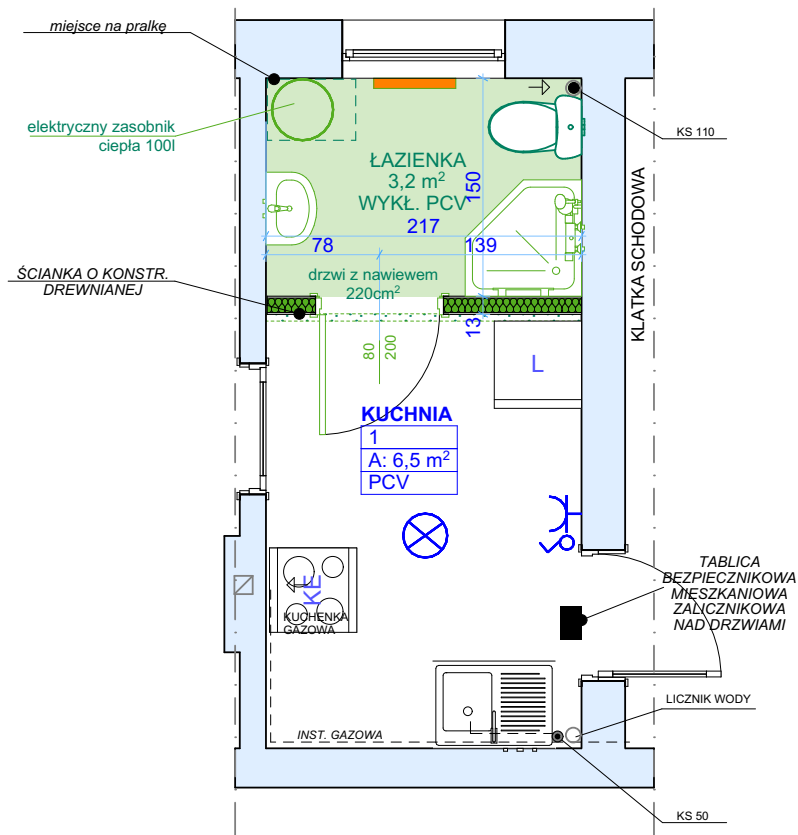 miejsce na pralkę
elektryczny zasobnik
ciepła 100l
KS 110
ŁAZIENKA
3,2 m²
WYKŁ. PCV
150
217
78
139
KLATKA SCHODOWA
ŚCIANKA O KONSTR.
DREWNIANEJ
drzwi z nawiewem
220cm²
13
80
200
L
KUCHNIA
1
A: 6,5 m²
PCV
TABLICA
BEZPIECZNIKOWA
MIESZKANIOWA
ZALICZNIKOWA
NAD DRZWIAMI
KE
KUCHENKA
GAZOWA
LICZNIK WODY
INST. GAZOWA
KS 50